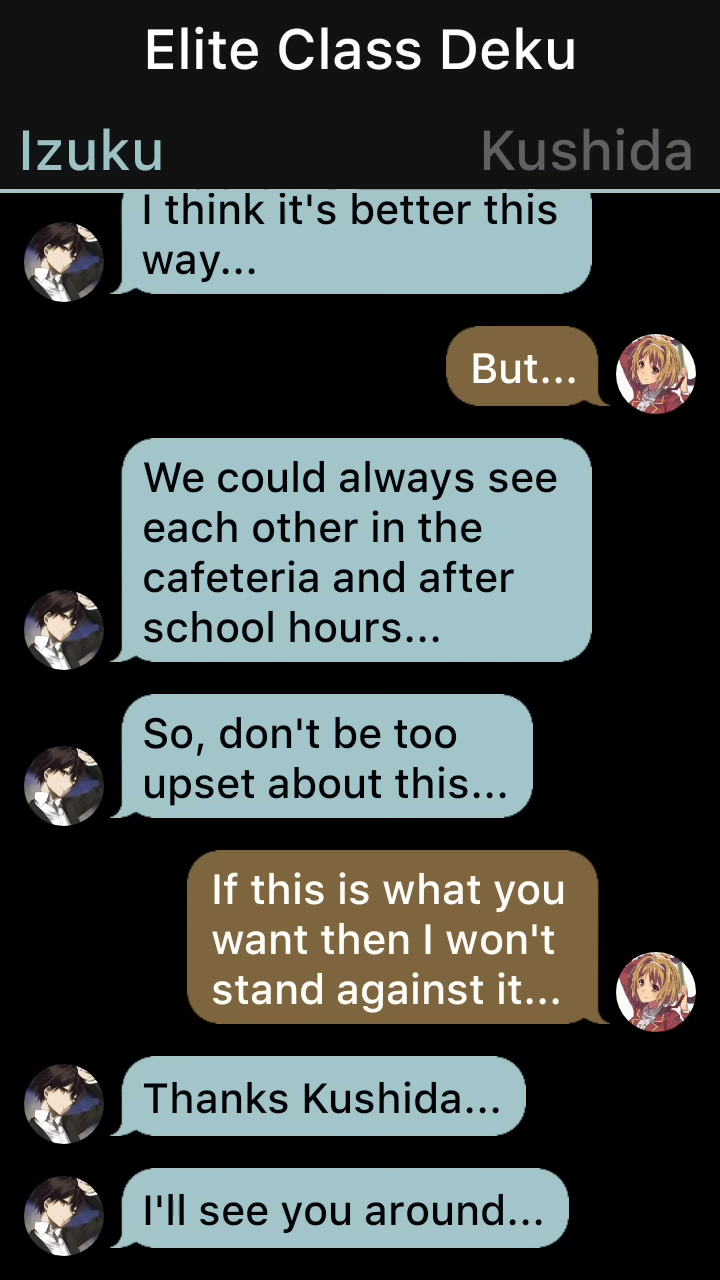 Elite Class Deku
Izuku
Kushida
I think it's better this
way...
But...
We could always see
each other in the
cafeteria and after
school hours...
So, don't be too
upset about this...
If this is what you
want then I won't
stand against it...
Thanks Kushida...
I'll see you around...